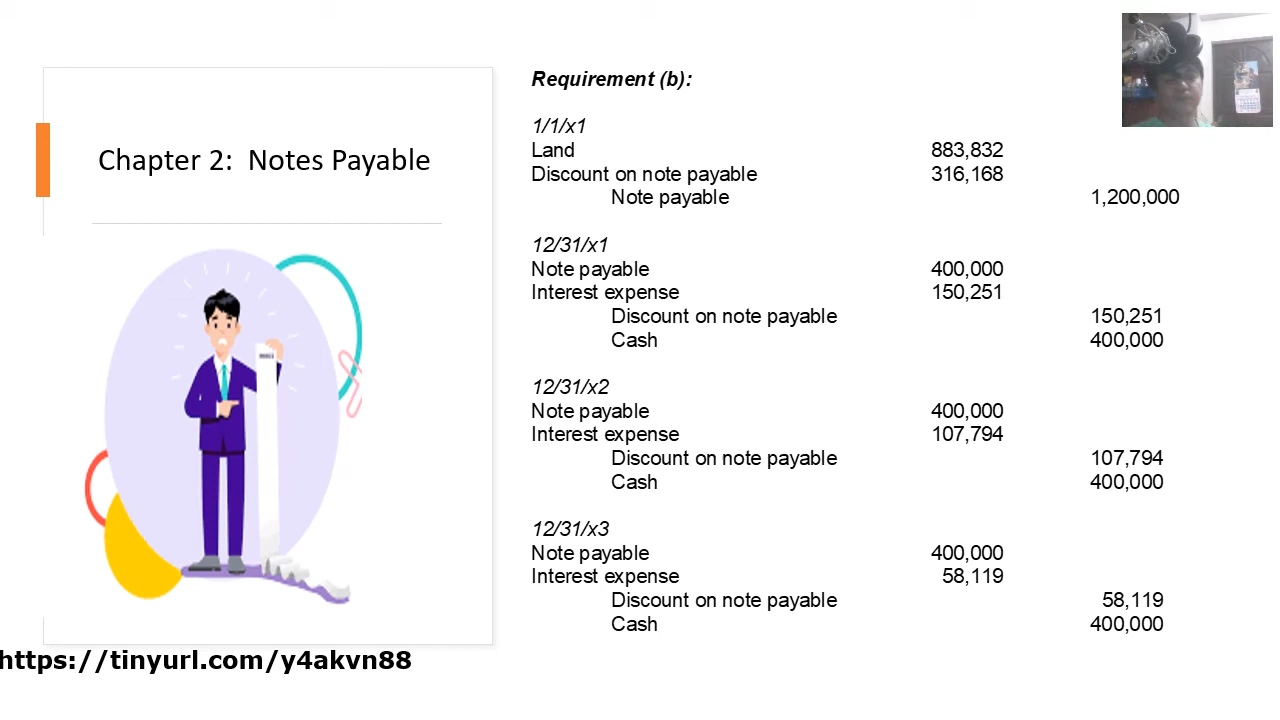 Chapter 2:  Notes Payable
Requirement (b):
1/1/x1
Land 883,832
Discount on note payable 316,168
Note payable 1,200,000
12/31/x1
Note payable 400,000
Interest expense 150,251
Discount on note payable 150,251
Cash 400,000
12/31/x2
Note payable 400,000
Interest expense 107,794
Discount on note payable 107,794
Cash 400,000
12/31/x3
Note payable 400,000
Interest expense 58,119
Discount on note payable 58,119
Cash 400,000
https://tinyurl.com/y4akvn88